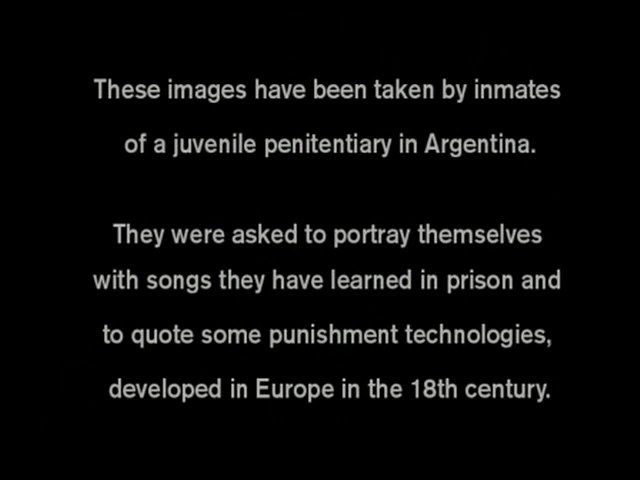 These images have been taken by inmates
of a juvenile penitentiary in Argentina.
They were asked to portray themselves
with songs they have learned in prison and
to quote some punishment technologies,
developed in Europe in the 18th century.